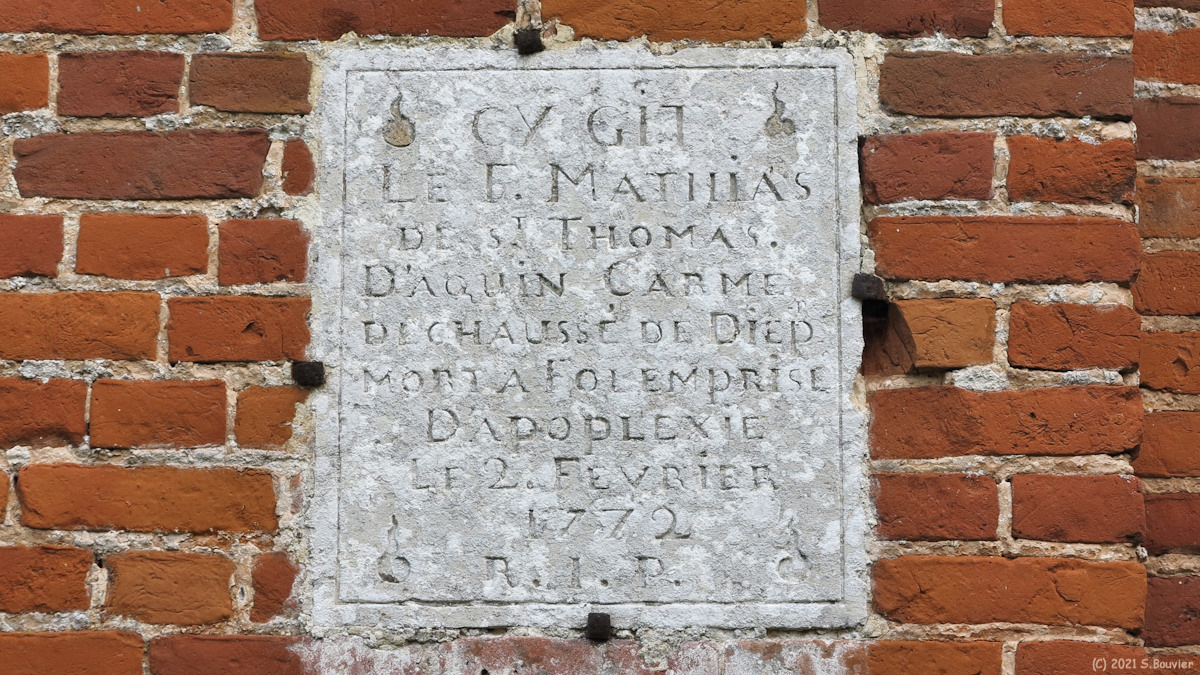 CY GIT
LE F. MATHIAS
DE S.T THOMAS.
D'AQUIN CARME
DECHAUSSÉ DE DIEP.
MORT A FOLEMPRISE
D'APOPLEXIE
LE 2. FEVRIER
1772
R. I. P.
(C) 2021 S.Bouvier